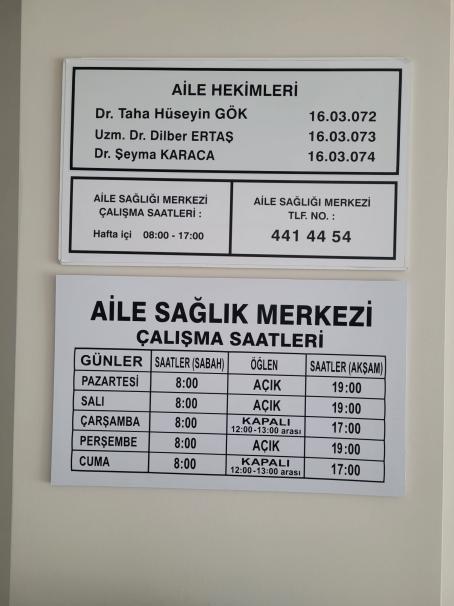 AİLE HEKİMLERİ
Dr. Taha Hüseyin GÖK 16.03.072
Uzm. Dr. Dilber ERTAŞ 16.03.073
Dr. Şeyma KARACA 16.03.074
AİLE SAĞLIĞI MERKEZİ
ÇALIŞMA SAATLERİ :
Hafta içi 08:00 - 17:00
AİLE SAĞLIĞI MERKEZİ
TLF. NO. :
441 44 54
AİLE SAĞLIK MERKEZİ
ÇALIŞMA SAATLERİ
GÜNLER SAATLER (SABAH) ÖĞLEN SAATLER (AKŞAM)
PAZARTESİ 8:00 AÇIK 19:00
SALI 8:00 AÇIK 19:00
ÇARŞAMBA 8:00 KAPALI 17:00
12:00-13:00 arası
PERŞEMBE 8:00 AÇIK 19:00
CUMA 8:00 KAPALI 17:00
12:00-13:00 arası